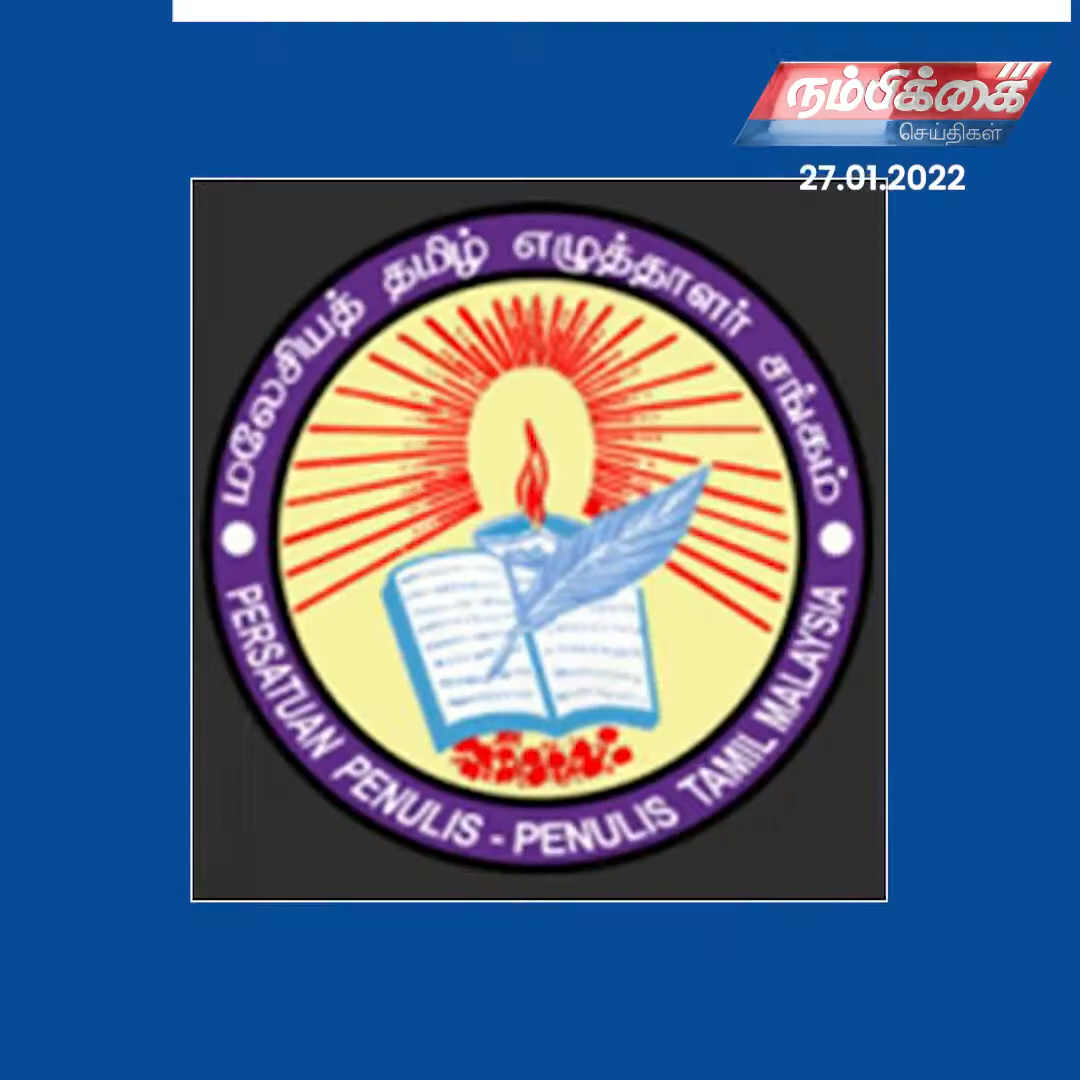 நம்பிக்கை
செய்திகள்
27.01.2022
மலேசியத் தமிழ் எழுத்தாளர் சங்கம்
PERSATUAN PENULIS - PENULIS TAMIL MALAYSIA